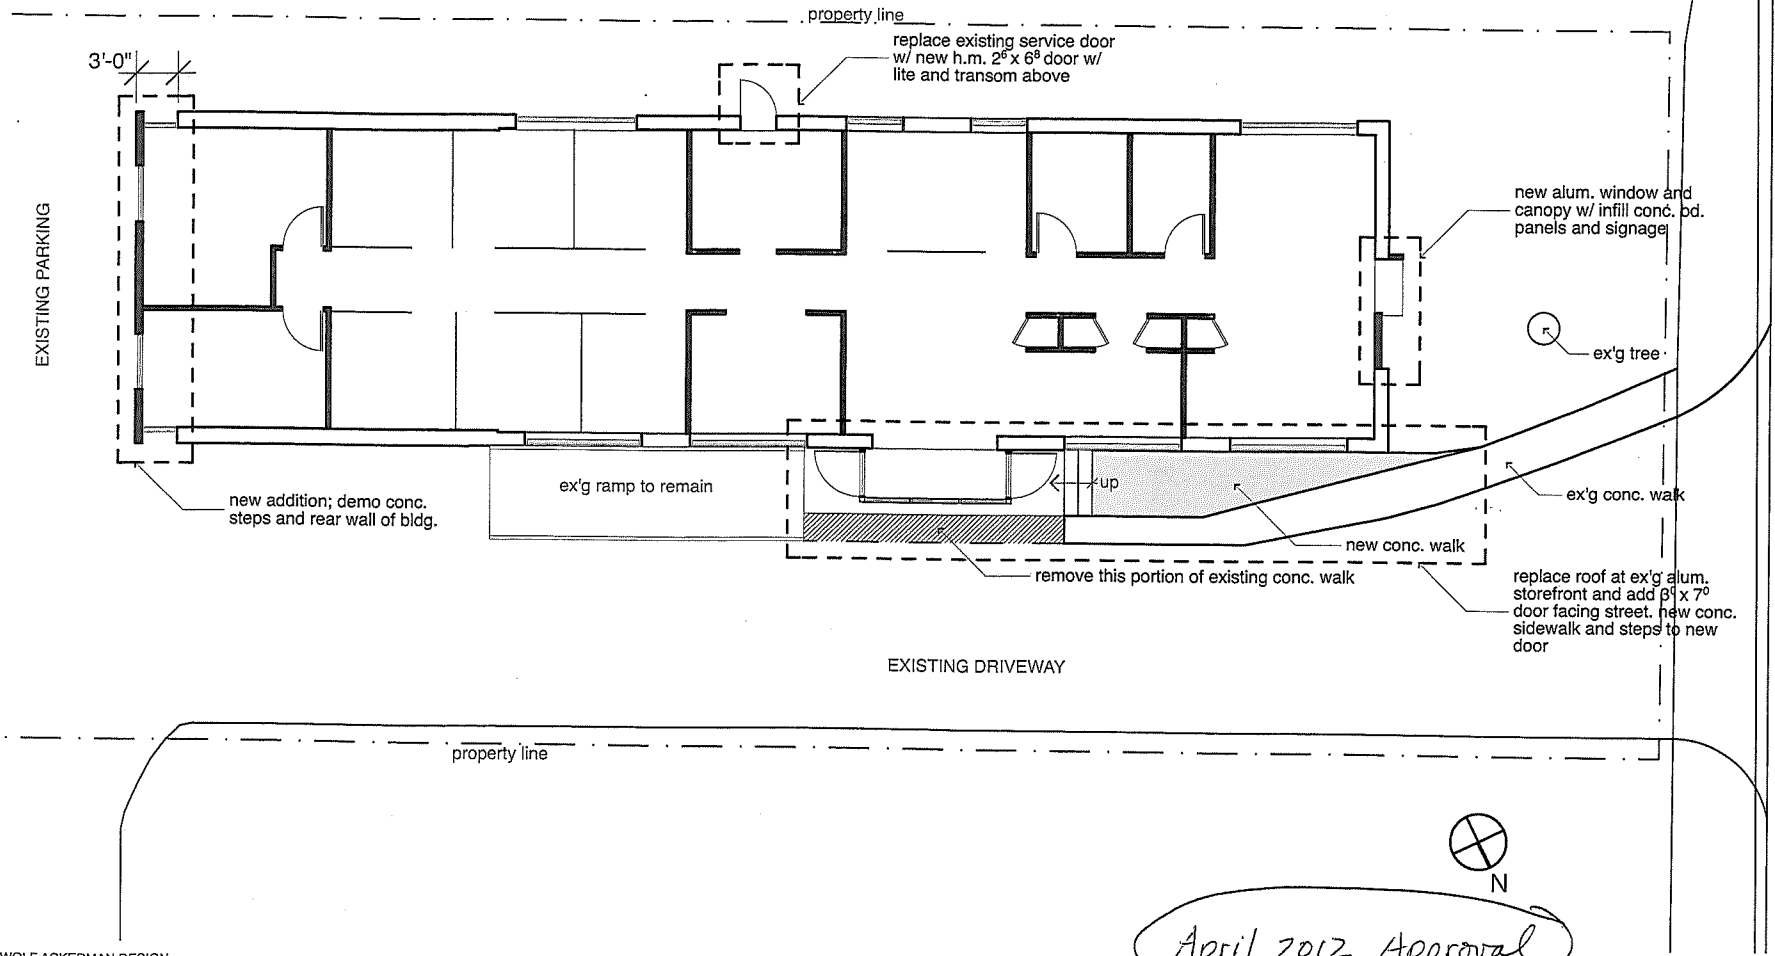 property line
3'-0"
replace existing service door
w/ new h.m. 2⁶ x 6⁸ door w/
lite and transom above
EXISTING PARKING
new alum. window and
canopy w/ infill conc. bd.
panels and signage
ex'g tree
ex'g ramp to remain
up
ex'g conc. walk
new addition; demo conc.
steps and rear wall of bldg.
new conc. walk
remove this portion of existing conc. walk
replace roof at ex'g alum.
storefront and add 3⁰ x 7⁰
door facing street. new conc.
sidewalk and steps to new
door
EXISTING DRIVEWAY
property line
N
April 2012 Approval
WOLF ACKERMAN DESIGN